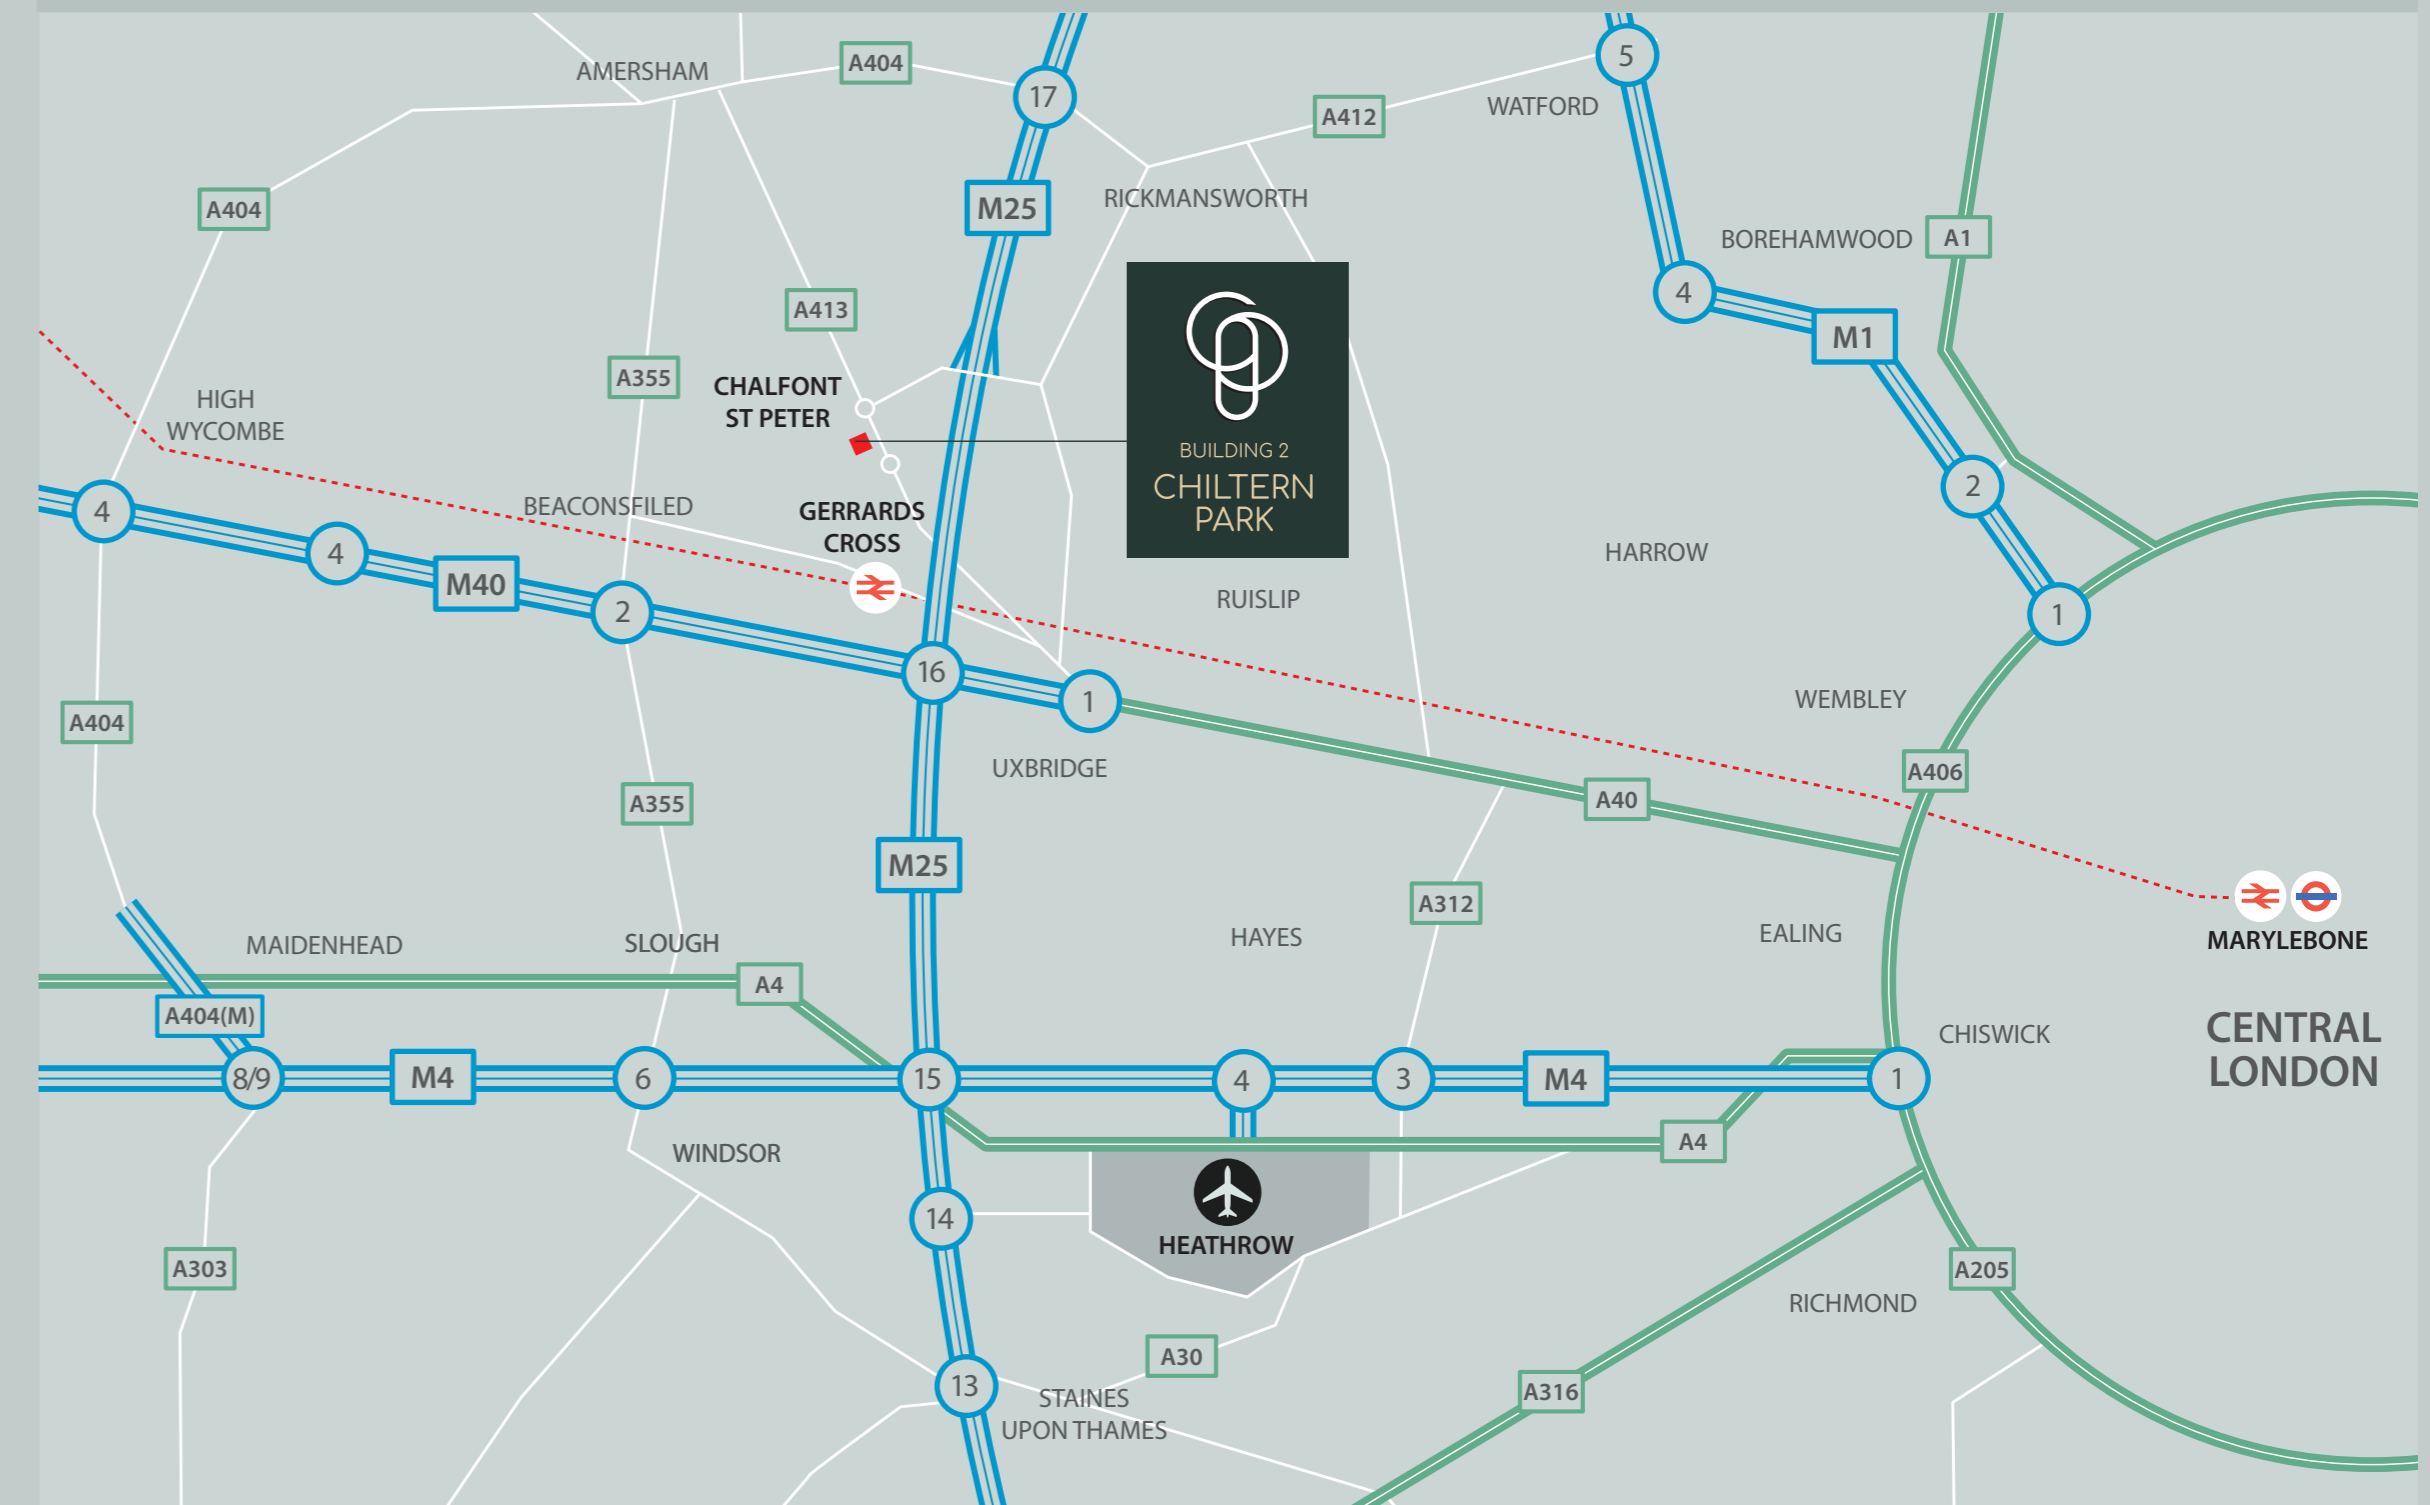 AMERSHAM
A404
17
5
WATFORD
A412
A404
M25
RICKMANSWORTH
BOREHAMWOOD
A1
4
M1
A413
A355
CHALFONT
ST PETER
HIGH
WYCOMBE
BUILDING 2
CHILTERN
PARK
4
BEACONSFILED
GERRARDS
CROSS
2
4
M40
2
HARROW
RUISLIP
1
16
1
WEMBLEY
A404
UXBRIDGE
A406
A355
A40
M25
A312
MARYLEBONE
MAIDENHEAD
SLOUGH
HAYES
EALING
A4
A404(M)
CHISWICK
CENTRAL
LONDON
8/9
M4
6
15
4
3
M4
1
WINDSOR
A4
14
HEATHROW
A303
A205
RICHMOND
A30
13
STAINES
UPON THAMES
A316